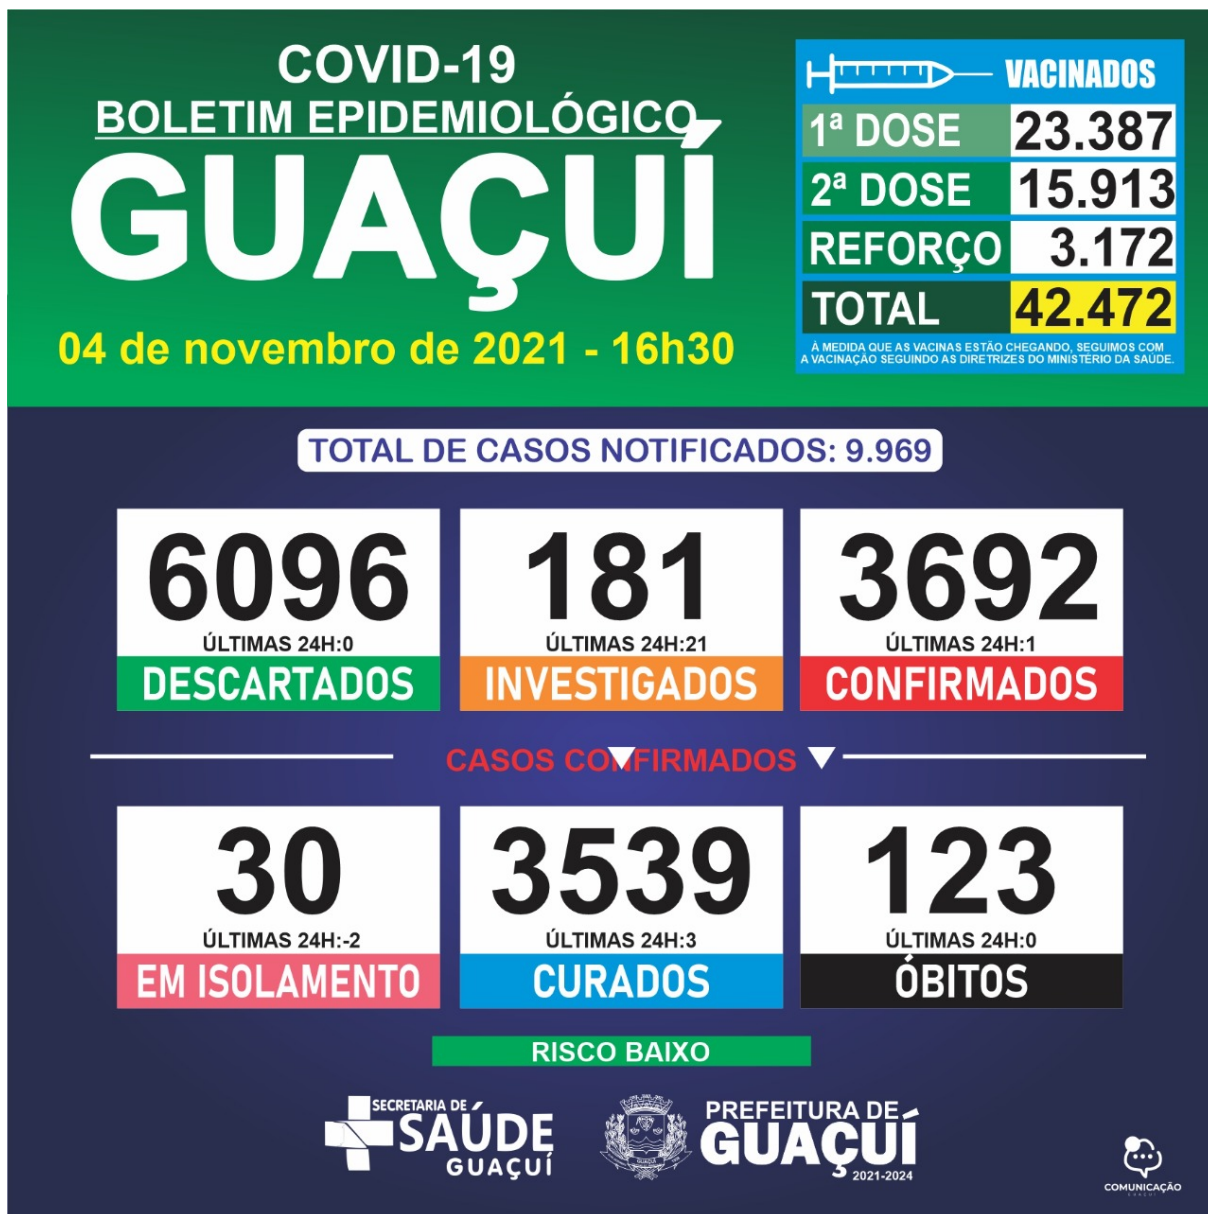 COVID-19
BOLETIM EPIDEMIOLÓGICO
GUAÇUÍ
04 de novembro de 2021 - 16h30
VACINADOS
1ª DOSE 23.387
2ª DOSE 15.913
REFORÇO 3.172
TOTAL 42.472
À MEDIDA QUE AS VACINAS ESTÃO CHEGANDO, SEGUIMOS COM
A VACINAÇÃO SEGUINDO AS DIRETRIZES DO MINISTÉRIO DA SAÚDE.
TOTAL DE CASOS NOTIFICADOS: 9.969
6096
ÚLTIMAS 24H:0
DESCARTADOS
181
ÚLTIMAS 24H:21
INVESTIGADOS
3692
ÚLTIMAS 24H:1
CONFIRMADOS
CASOS CONFIRMADOS
30
ÚLTIMAS 24H:-2
EM ISOLAMENTO
3539
ÚLTIMAS 24H:3
CURADOS
123
ÚLTIMAS 24H:0
ÓBITOS
RISCO BAIXO
SECRETARIA DE
SAÚDE
GUAÇUÍ
GUAÇUÍ
PREFEITURA DE
GUAÇUÍ
2021-2024
COMUNICAÇÃO
GUAÇUÍ